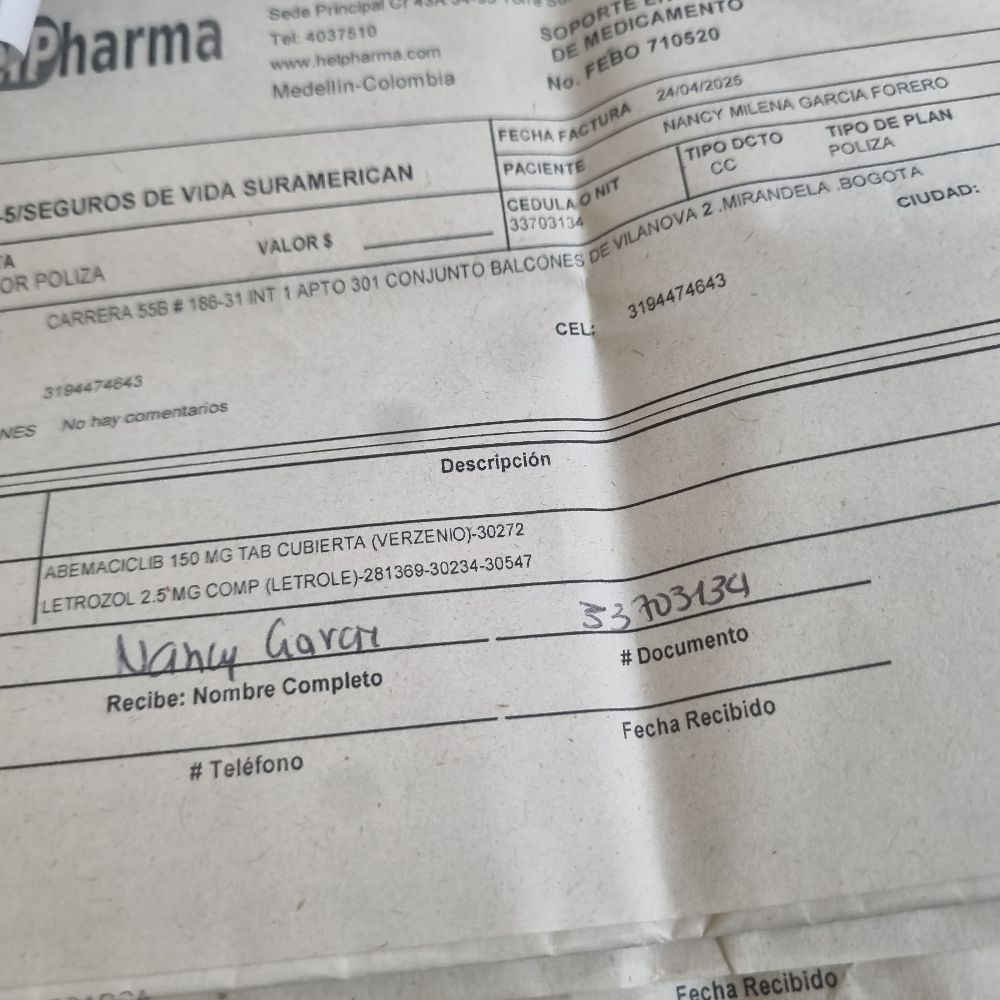 Pharma
Sede Principal Cr 43A
Tel: 4037510
www.helpharma.com
Medellin-Colombia
SOPORTE
DE MEDICAMENTO
No. FEBO 710520
FECHA FACTURA 24/04/2025
PACIENTE NANCY MILENA GARCIA FORERO
-5/SEGUROS DE VIDA SURAMERICAN
CEDULA O NIT
33703134
TIPO DCTO
CC
TIPO DE PLAN
POLIZA
TA
OR POLIZA
VALOR $
CARRERA 55B # 186-31 INT 1 APTO 301 CONJUNTO BALCONES DE VILANOVA 2 .MIRANDELA .BOGOTA
CIUDAD:
CEL: 3194474643
3194474643
NES No hay comentarios
Descripción
ABEMACICLIB 150 MG TAB CUBIERTA (VERZENIO)-30272
LETROZOL 2.5 MG COMP (LETROLE)-281369-30234-30547
Nancy Garci 33703134
Recibe: Nombre Completo # Documento
# Teléfono Fecha Recibido
Fecha Recibido